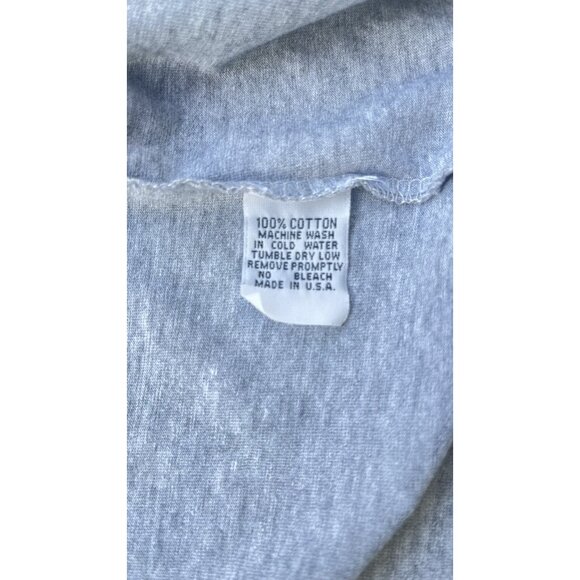 100% COTTON
MACHINE WASH
IN COLD WATER
TUMBLE DRY LOW
REMOVE PROMPTLY
NO BLEACH
MADE IN U.S.A.